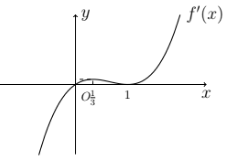 y
f′(x)
O 1/3 1
x